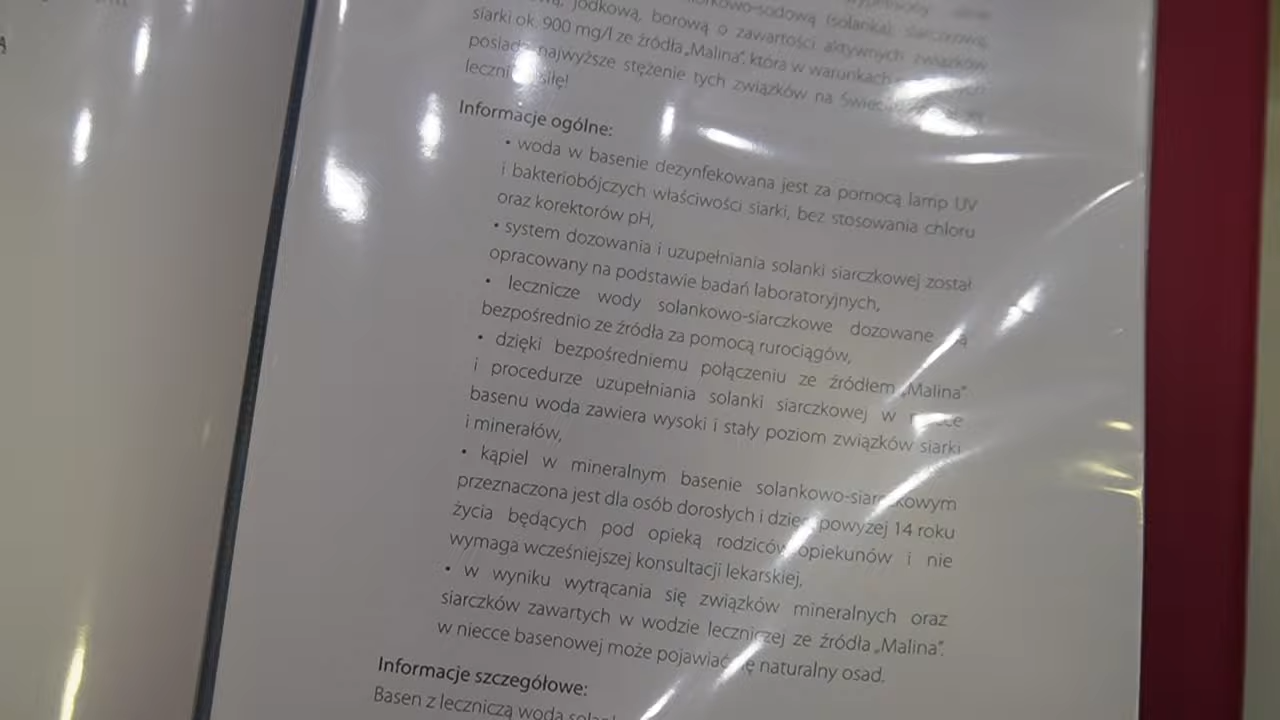 jodkową, borową o zawartości aktywnych związków
siarki ok. 900 mg/l ze źródła „Malina”, która w warunkach
posiada najwyższe stężenie tych związków na
siłę!
Informacje ogólne:
• woda w basenie dezynfekowana jest za pomocą lamp UV
i bakteriobójczych właściwości siarki, bez stosowania chloru
oraz korektorów pH,
• system dozowania i uzupełniania solanki siarczkowej został
opracowany na podstawie badań laboratoryjnych,
• lecznicze wody solankowo-siarczkowe dozowane są
bezpośrednio ze źródła za pomocą rurociągów,
• dzięki bezpośredniemu połączeniu ze źródłem „Malina”
i procedurze uzupełniania solanki siarczkowej w niecce
basenu woda zawiera wysoki i stały poziom związków siarki
i minerałów,
• kąpiel w mineralnym basenie solankowo-siarczkowym
przeznaczona jest dla osób dorosłych i dzieci powyżej 14 roku
życia będących pod opieką rodziców opiekunów i nie
wymaga wcześniejszej konsultacji lekarskiej,
• w wyniku wytrącania się związków mineralnych oraz
siarczków zawartych w wodzie leczniczej ze źródła „Malina”.
w niecce basenowej może pojawiać się naturalny osad.
Informacje szczegółowe:
Basen z leczniczą wodą